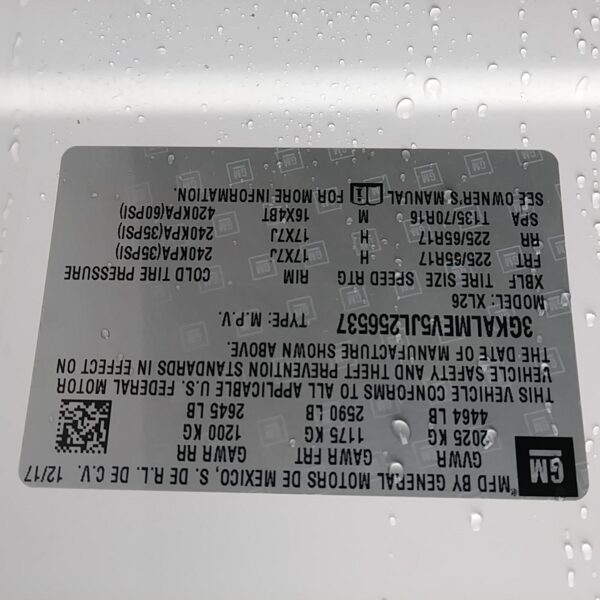 MFD BY GENERAL MOTORS DE MEXICO, S. DE R.L. DE C.V. 12/17
GM
GVWR GAWR FRT GAWR RR
2025 KG 1175 KG 1200 KG
4464 LB 2590 LB 2645 LB
THIS VEHICLE CONFORMS TO ALL APPLICABLE U.S. FEDERAL MOTOR
VEHICLE SAFETY AND THEFT PREVENTION STANDARDS IN EFFECT ON
THE DATE OF MANUFACTURE SHOWN ABOVE.
3GKALMEV5JL256537 TYPE: M.P.V.
MODEL: XL26
XBLF TIRE SIZE SPEED RTG RIM COLD TIRE PRESSURE
FRT 225/65R17 H 17X7J 240KPA(35PSI)
RR 225/65R17 H 17X7J 240KPA(35PSI)
SPA T135/70R16 M 16X4BT 420KPA(60PSI)
SEE OWNER'S MANUAL FOR MORE INFORMATION.